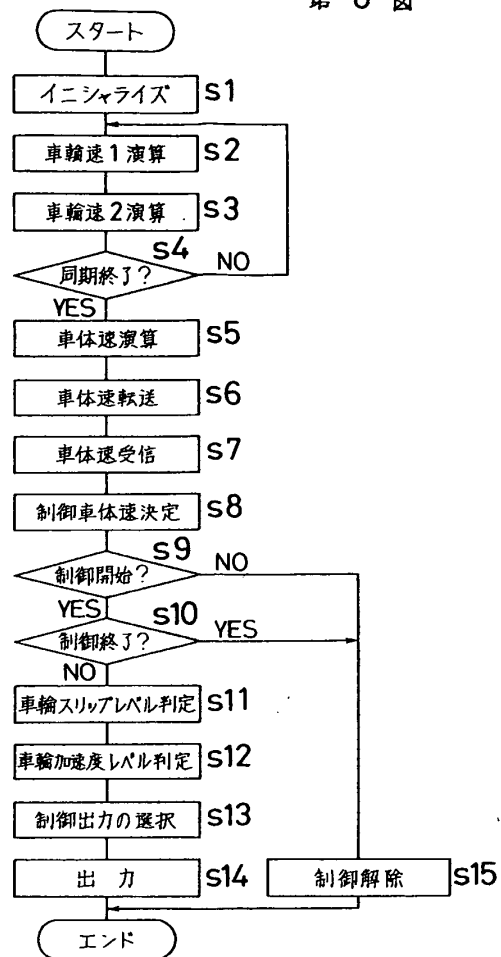 スタート
イニシャライズ S1
車輪速1演算 S2
車輪速2演算 S3
S4
同期終了? NO
YES
車体速演算 S5
車体速転送 S6
車体速受信 S7
制御車体速決定 S8
S9
制御開始? NO
YES S10
制御終了? YES
NO
車輪スリップレベル判定 S11
車輪加速度レベル判定 S12
制御出力の選択 S13
出力 S14 制御解除 S15
エンド